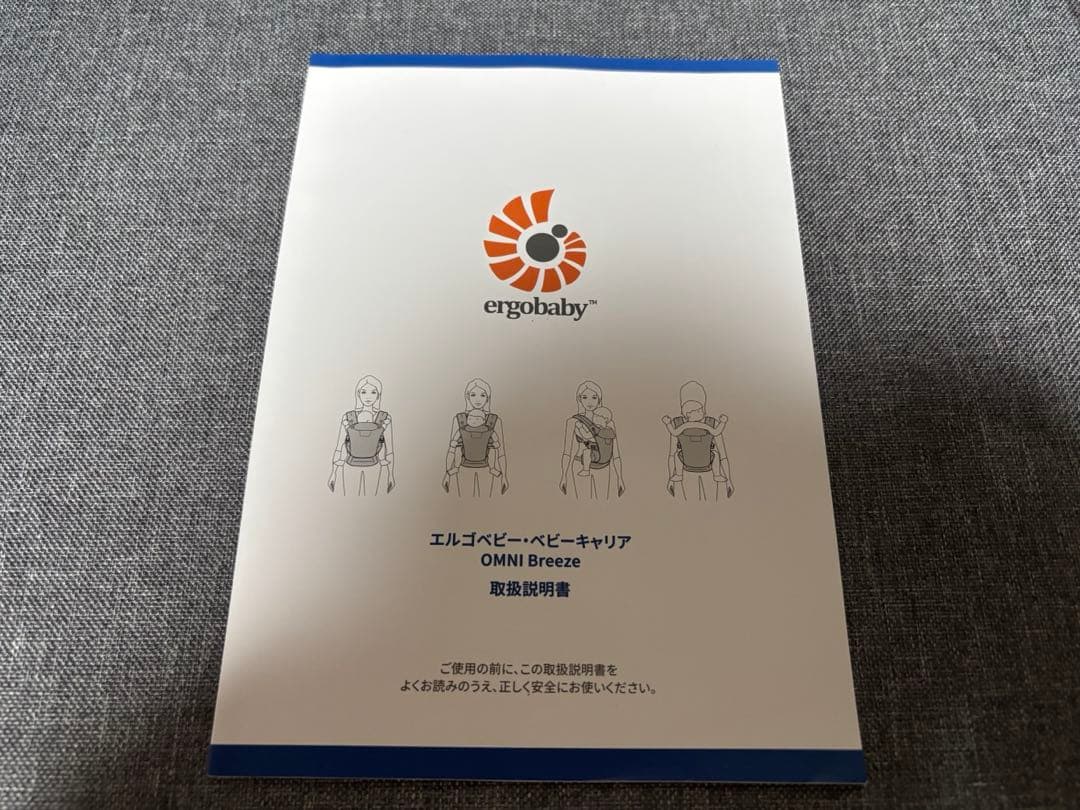 ergobaby™
エルゴベビー・ベビーキャリア
OMNI Breeze
取扱説明書
ご使用の前に、この取扱説明書を
よくお読みのうえ、正しく安全にお使いください。